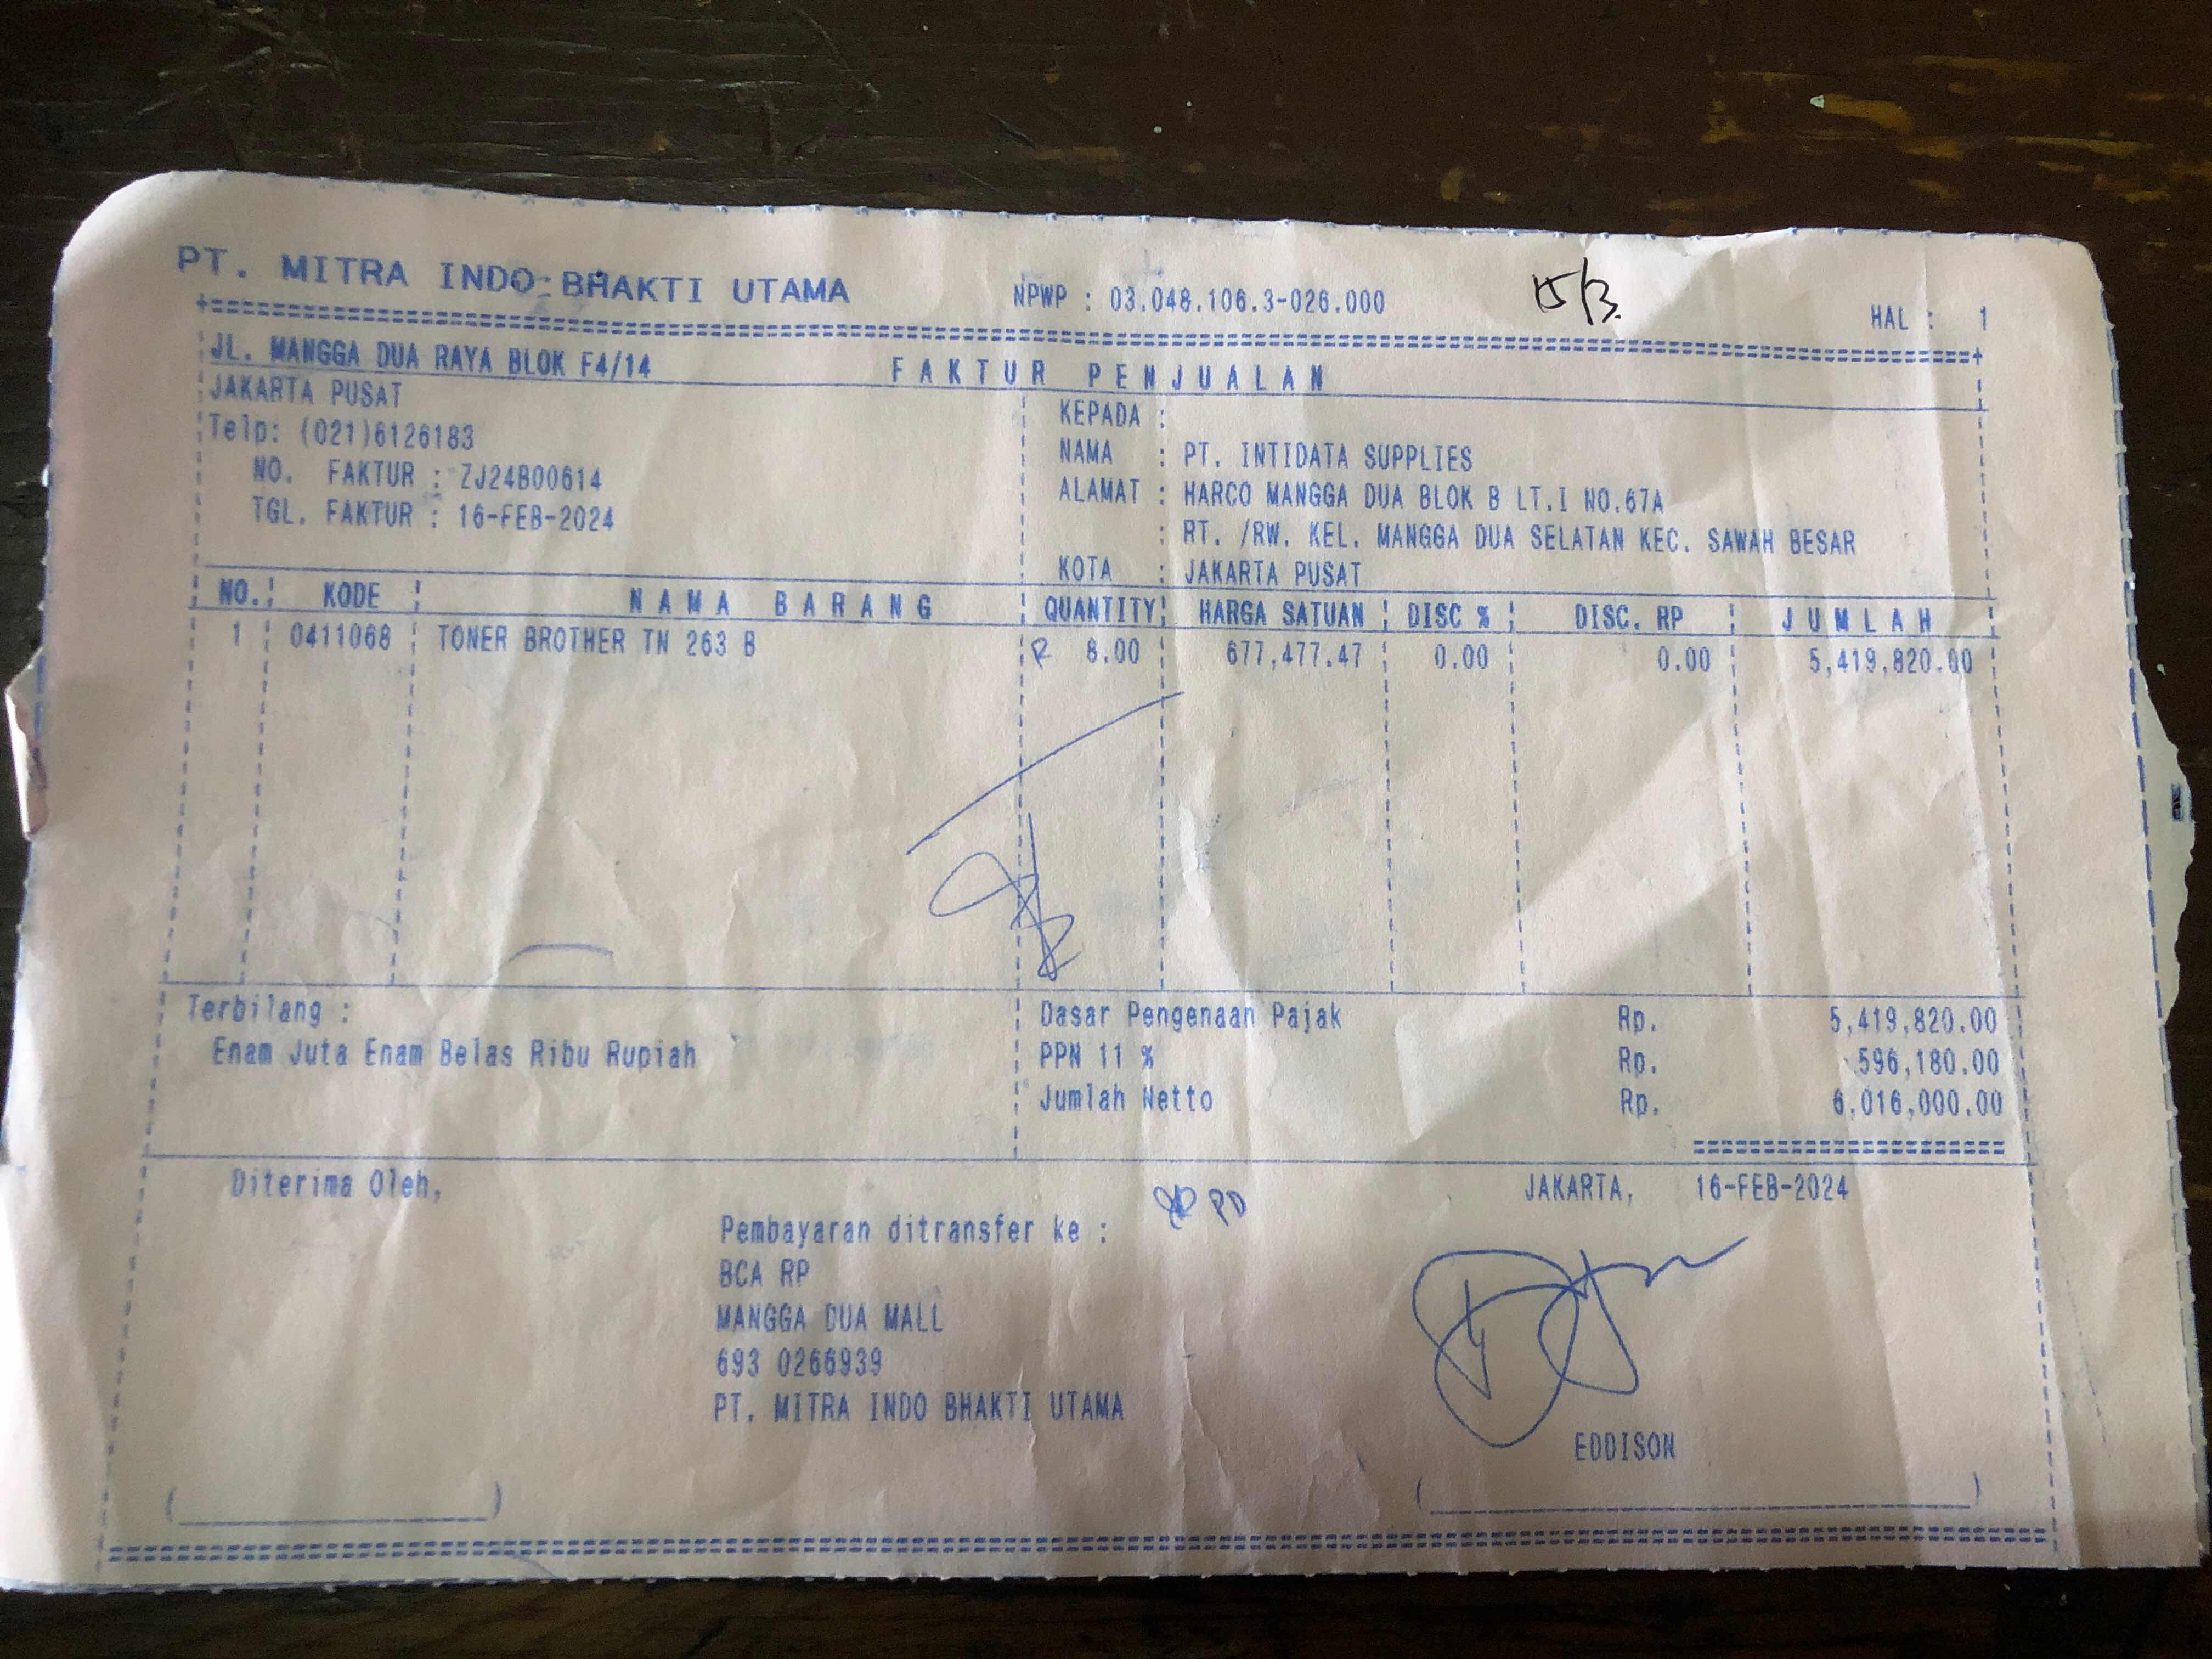 PT. MITRA INDO BHAKTI UTAMA NPWP : 03.048.106.3-026.000 15/3. HAL : 1
JL. MANGGA DUA RAYA BLOK F4/14 FAKTUR PENJUALAN
JAKARTA PUSAT KEPADA :
Telp: (021)6126183 NAMA : PT. INTIDATA SUPPLIES
NO. FAKTUR : ZJ24B00614 ALAMAT : HARCO MANGGA DUA BLOK B LT.I NO.67A
TGL. FAKTUR : 16-FEB-2024 : RT. /RW. KEL. MANGGA DUA SELATAN KEC. SAWAH BESAR
KOTA : JAKARTA PUSAT
NO. KODE NAMA BARANG QUANTITY HARGA SATUAN DISC % DISC. RP JUMLAH
1 0411068 TONER BROTHER TN 263 B 8.00 677,477.47 0.00 0.00 5,419,820.00
Terbilang : Dasar Pengenaan Pajak Rp. 5,419,820.00
Enam Juta Enam Belas Ribu Rupiah PPN 11 % Rp. 596,180.00
Jumlah Netto Rp. 6,016,000.00
Diterima Oleh, JAKARTA, 16-FEB-2024
Pembayaran ditransfer ke : PD
BCA RP
MANGGA DUA MALL
693 0266939
PT. MITRA INDO BHAKTI UTAMA
EDDISON